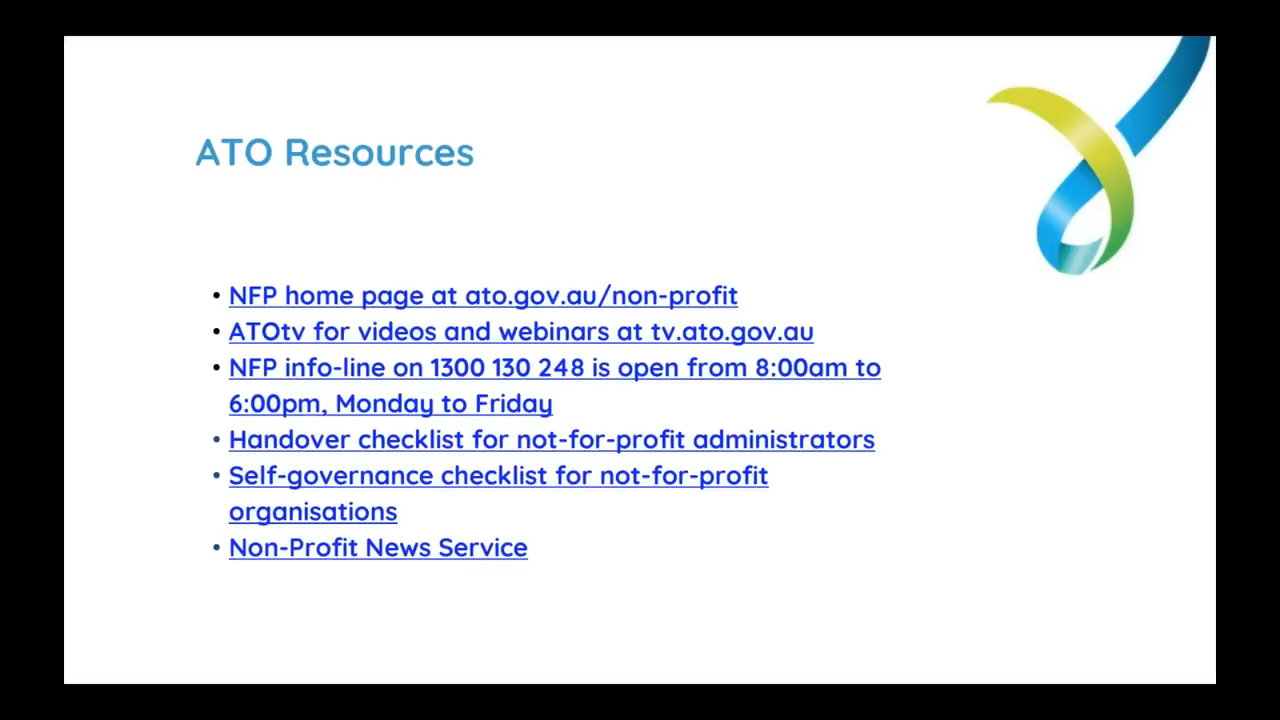 ATO Resources
• NFP home page at ato.gov.au/non-profit
• ATOtv for videos and webinars at tv.ato.gov.au
• NFP info-line on 1300 130 248 is open from 8:00am to
6:00pm, Monday to Friday
• Handover checklist for not-for-profit administrators
• Self-governance checklist for not-for-profit
organisations
• Non-Profit News Service